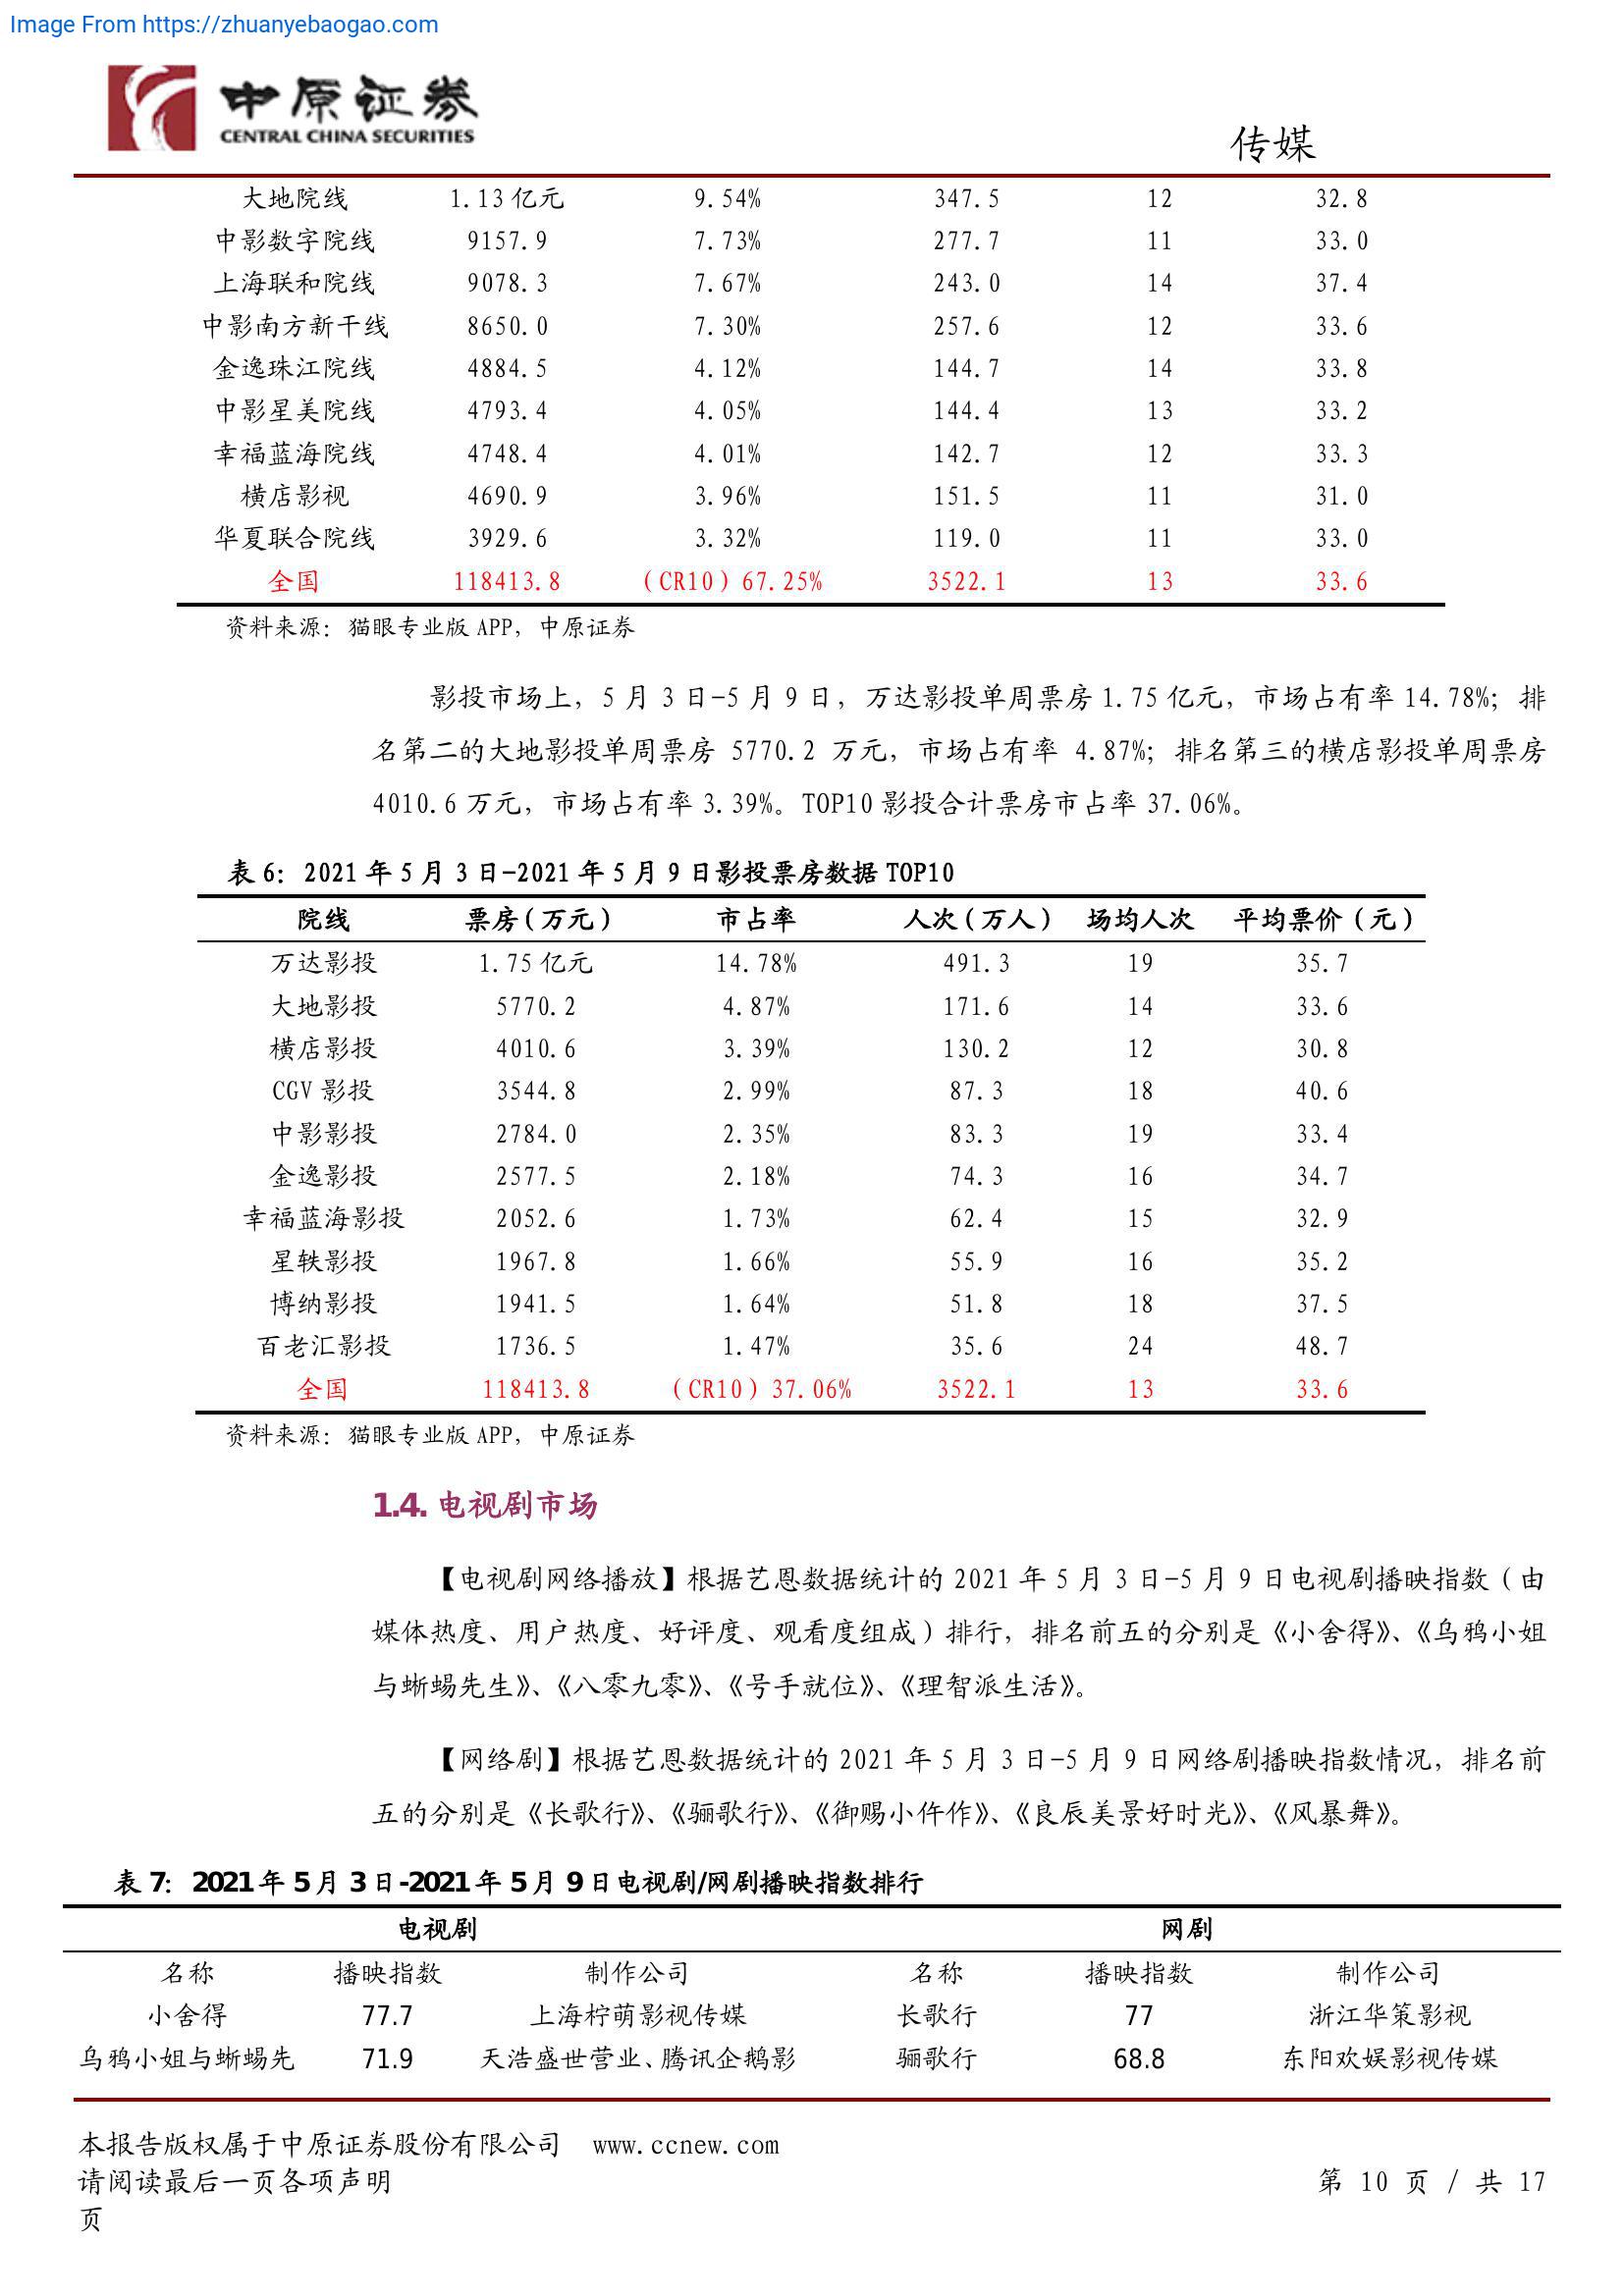 Image From https://zhuanyebaogao.com
中原证券
CENTRAL CHINA SECURITIES
传媒
大地院线 1.13 亿元 9.54% 347.5 12 32.8
中影数字院线 9157.9 7.73% 277.7 11 33.0
上海联和院线 9078.3 7.67% 243.0 14 37.4
中影南方新干线 8650.0 7.30% 257.6 12 33.6
金逸珠江院线 4884.5 4.12% 144.7 14 33.8
中影星美院线 4793.4 4.05% 144.4 13 33.2
幸福蓝海院线 4748.4 4.01% 142.7 12 33.3
横店影视 4690.9 3.96% 151.5 11 31.0
华夏联合院线 3929.6 3.32% 119.0 11 33.0
全国 118413.8 （CR10）67.25% 3522.1 13 33.6
资料来源：猫眼专业版 APP，中原证券
影投市场上，5 月 3 日-5 月 9 日，万达影投单周票房 1.75 亿元，市场占有率 14.78%；排
名第二的大地影投单周票房 5770.2 万元，市场占有率 4.87%；排名第三的横店影投单周票房
4010.6 万元，市场占有率 3.39%。TOP10 影投合计票房市占率 37.06%。
表 6：2021 年 5 月 3 日-2021 年 5 月 9 日影投票房数据 TOP10
院线 票房（万元） 市占率 人次（万人） 场均人次 平均票价（元）
万达影投 1.75 亿元 14.78% 491.3 19 35.7
大地影投 5770.2 4.87% 171.6 14 33.6
横店影投 4010.6 3.39% 130.2 12 30.8
CGV 影投 3544.8 2.99% 87.3 18 40.6
中影影投 2784.0 2.35% 83.3 19 33.4
金逸影投 2577.5 2.18% 74.3 16 34.7
幸福蓝海影投 2052.6 1.73% 62.4 15 32.9
星轶影投 1967.8 1.66% 55.9 16 35.2
博纳影投 1941.5 1.64% 51.8 18 37.5
百老汇影投 1736.5 1.47% 35.6 24 48.7
全国 118413.8 （CR10）37.06% 3522.1 13 33.6
资料来源：猫眼专业版 APP，中原证券
1.4. 电视剧市场
【电视剧网络播放】根据艺恩数据统计的 2021 年 5 月 3 日-5 月 9 日电视剧播映指数（由
媒体热度、用户热度、好评度、观看度组成）排行，排名前五的分别是《小舍得》、《乌鸦小姐
与蜥蜴先生》、《八零九零》、《号手就位》、《理智派生活》。
【网络剧】根据艺恩数据统计的 2021 年 5 月 3 日-5 月 9 日网络剧播映指数情况，排名前
五的分别是《长歌行》、《骊歌行》、《御赐小仵作》、《良辰美景好时光》、《风暴舞》。
表 7：2021 年 5 月 3 日-2021 年 5 月 9 日电视剧/网剧播映指数排行
电视剧 网剧
名称 播映指数 制作公司 名称 播映指数 制作公司
小舍得 77.7 上海柠萌影视传媒 长歌行 77 浙江华策影视
乌鸦小姐与蜥蜴先 71.9 天浩盛世营业、腾讯企鹅影 骊歌行 68.8 东阳欢娱影视传媒
本报告版权属于中原证券股份有限公司 www.ccnew.com
请阅读最后一页各项声明 第 10 页 / 共 17
页